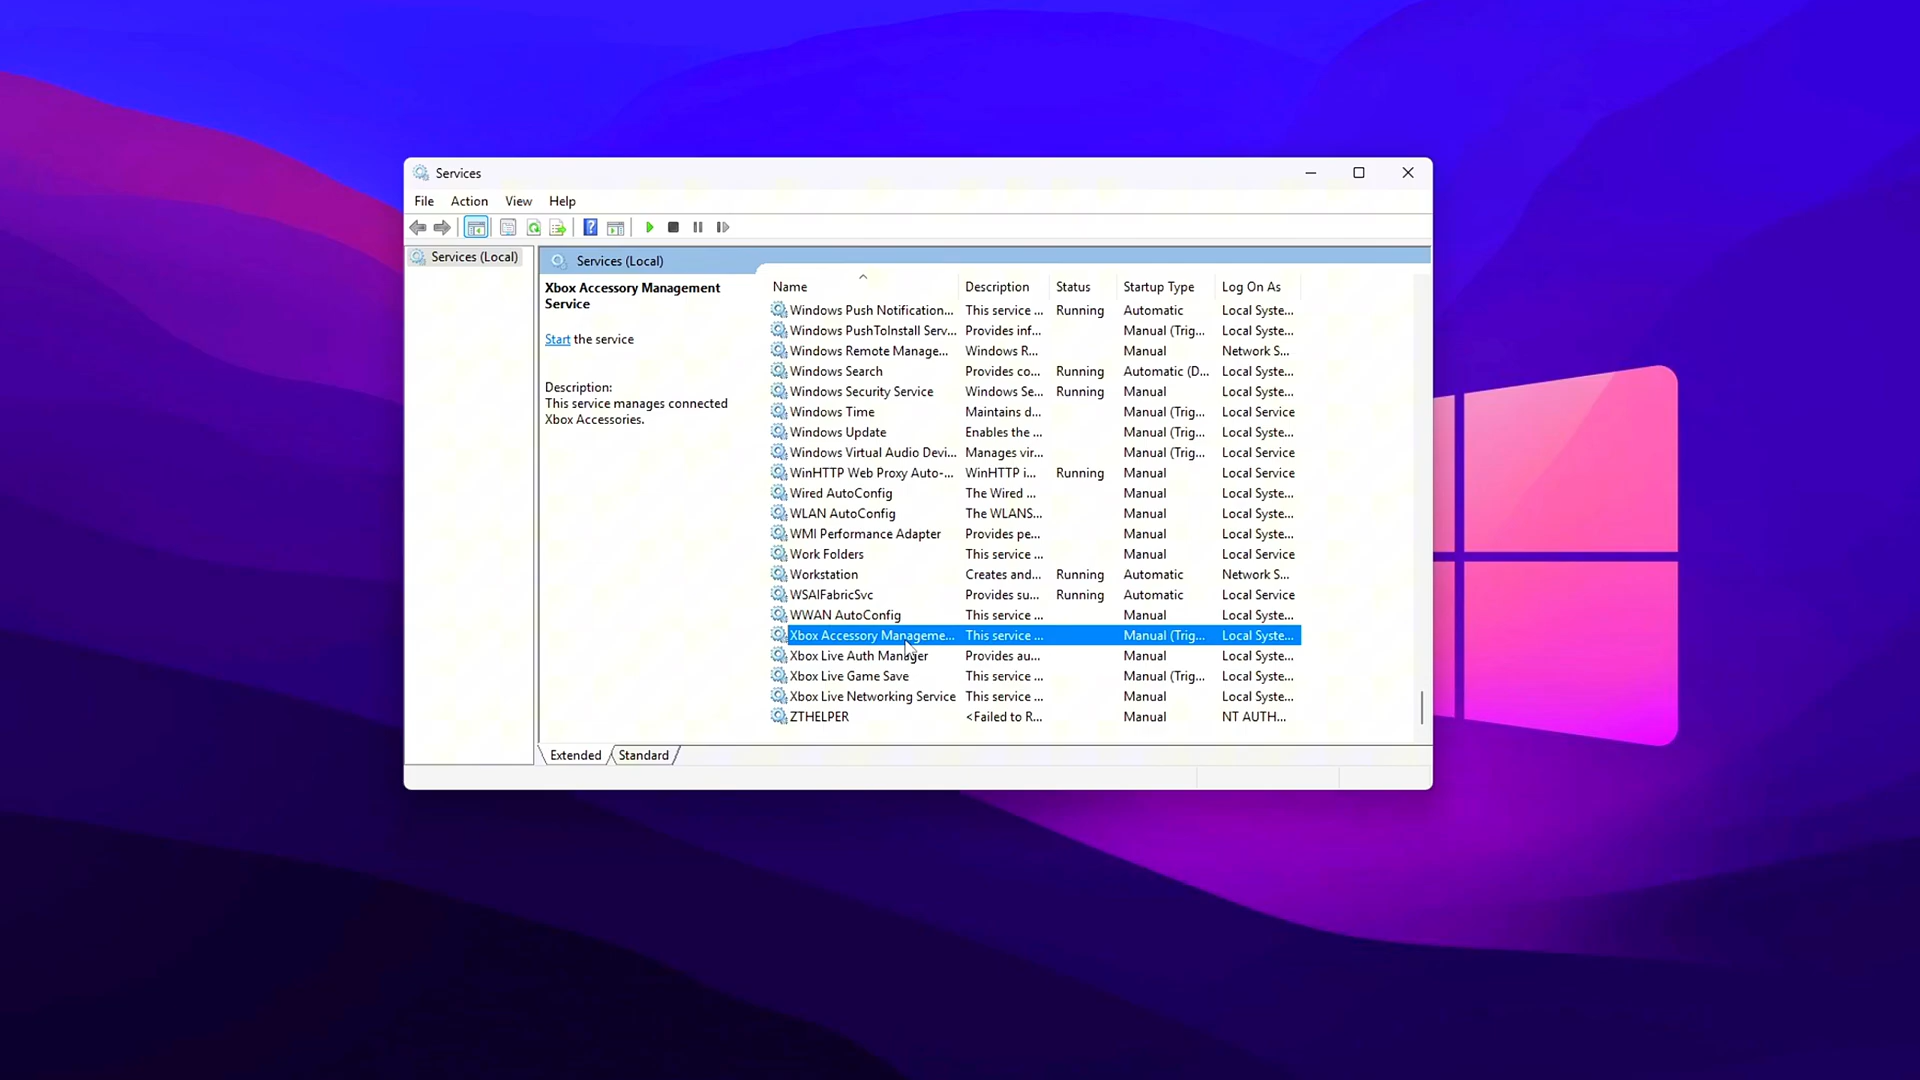 Services
File Action View Help
Services (Local)
Services (Local)
Xbox Accessory Management
Service
Start the service
Description:
This service manages connected
Xbox Accessories.
Name Description Status Startup Type Log On As
Windows Push Notification... This service ... Running Automatic Local Syste...
Windows PushToInstall Serv... Provides inf... Manual (Trig... Local Syste...
Windows Remote Manage... Windows R... Manual Network S...
Windows Search Provides co... Running Automatic (D... Local Syste...
Windows Security Service Windows Se... Running Manual Local Syste...
Windows Time Maintains d... Manual (Trig... Local Service
Windows Update Enables the ... Manual (Trig... Local Syste...
Windows Virtual Audio Devi... Manages vir... Manual (Trig... Local Service
WinHTTP Web Proxy Auto-... WinHTTP i... Running Manual Local Service
Wired AutoConfig The Wired ... Manual Local Syste...
WLAN AutoConfig The WLANS... Manual Local Syste...
WMI Performance Adapter Provides pe... Manual Local Syste...
Work Folders This service ... Manual Local Service
Workstation Creates and... Running Automatic Network S...
WSAIFabricSvc Provides su... Running Automatic Local Service
WWAN AutoConfig This service ... Manual Local Syste...
Xbox Accessory Manageme... This service ... Manual (Trig... Local Syste...
Xbox Live Auth Manager Provides au... Manual Local Syste...
Xbox Live Game Save This service ... Manual (Trig... Local Syste...
Xbox Live Networking Service This service ... Manual Local Syste...
ZTHELPER <Failed to R... Manual NT AUTH...
Extended Standard